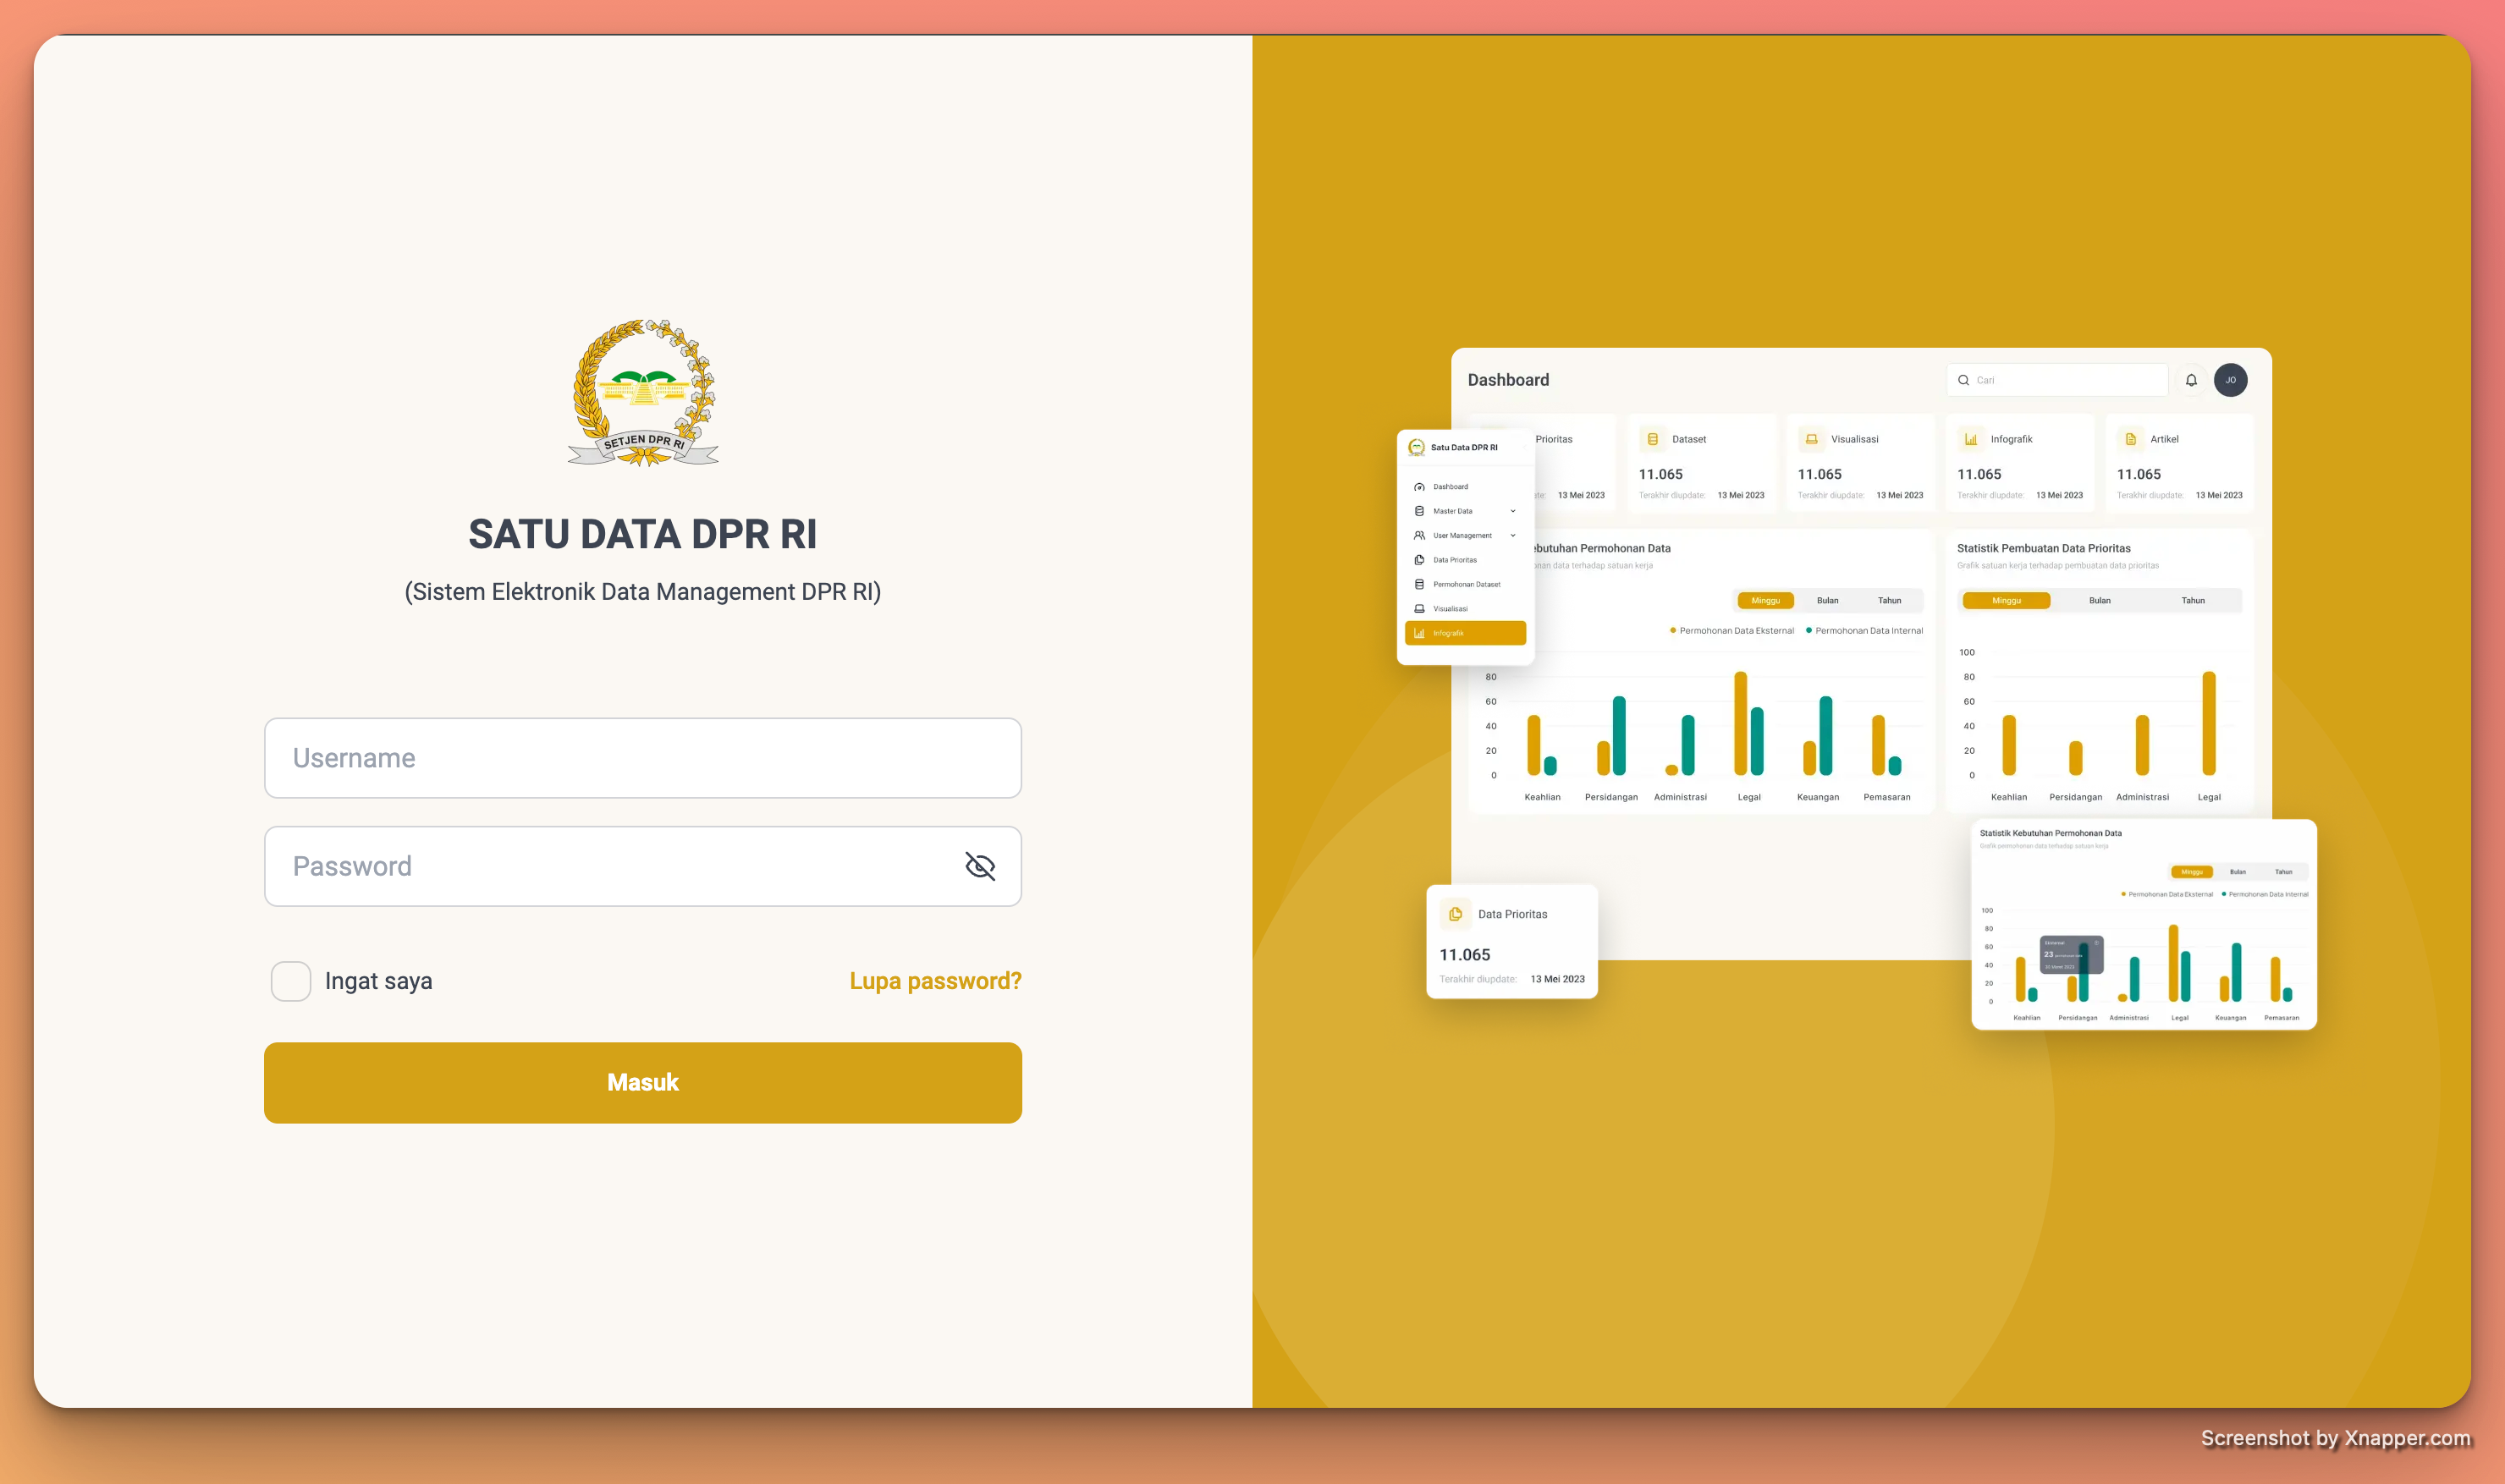 SETJEN DPR RI
SATU DATA DPR RI
(Sistem Elektronik Data Management DPR RI)
Username
Password
Ingat saya
Lupa password?
Masuk
Dashboard
Cari
JO
Satu Data DPR RI
Dashboard
Master Data
User Management
Data Prioritas
Permohonan Dataset
Visualisasi
Infografik
Prioritas
13 Mei 2023
Dataset
11.065
Terakhir diupdate: 13 Mei 2023
Visualisasi
11.065
Terakhir diupdate: 13 Mei 2023
Infografik
11.065
Terakhir diupdate: 13 Mei 2023
Artikel
11.065
Terakhir diupdate: 13 Mei 2023
ebutuhan Permohonan Data
data terhadap satuan kerja
Minggu Bulan Tahun
Permohonan Data Eksternal Permohonan Data Internal
80
60
40
20
0
Keahlian Persidangan Administrasi Legal Keuangan Pemasaran
Statistik Pembuatan Data Prioritas
Grafik satuan kerja terhadap pembuatan data prioritas
Minggu Bulan Tahun
100
80
60
40
20
0
Keahlian Persidangan Administrasi Legal
Data Prioritas
11.065
Terakhir diupdate: 13 Mei 2023
Statistik Kebutuhan Permohonan Data
Grafik permohonan data terhadap satuan kerja
Minggu Bulan Tahun
Permohonan Data Eksternal Permohonan Data Internal
100
80
60
40
20
0
23
Keahlian Persidangan Administrasi Legal Keuangan Pemasaran
Screenshot by Xnapper.com